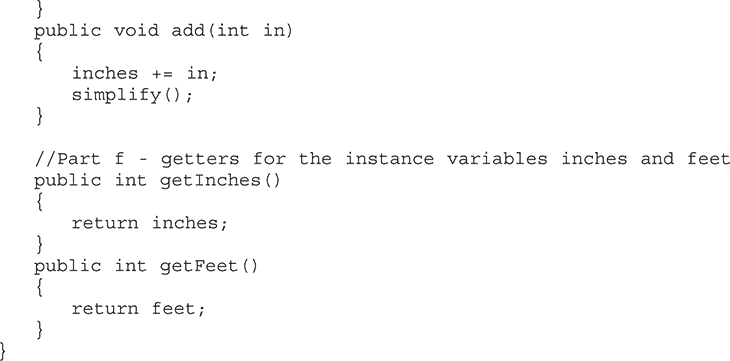 }
public void add(int in)
{
inches += in;
simplify();
}
//Part f - getters for the instance variables inches and feet
public int getInches()
{
return inches;
}
public int getFeet()
{
return feet;
}
}